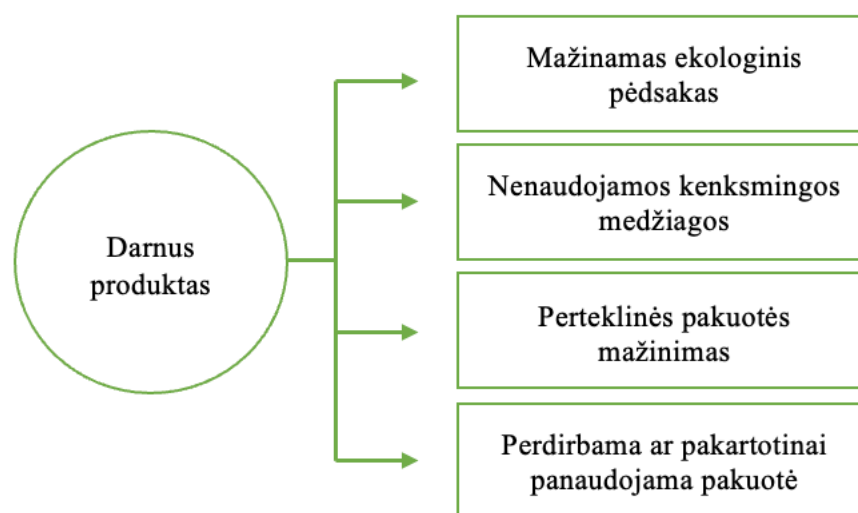 Mažinamas ekologinis
pėdsakas
Nenaudojamos kenksmingos
medžiagos
Darnus
produktas
Perteklinės pakuotės
mažinimas
Perdirbama ar pakartotinai
panaudojama pakuotė